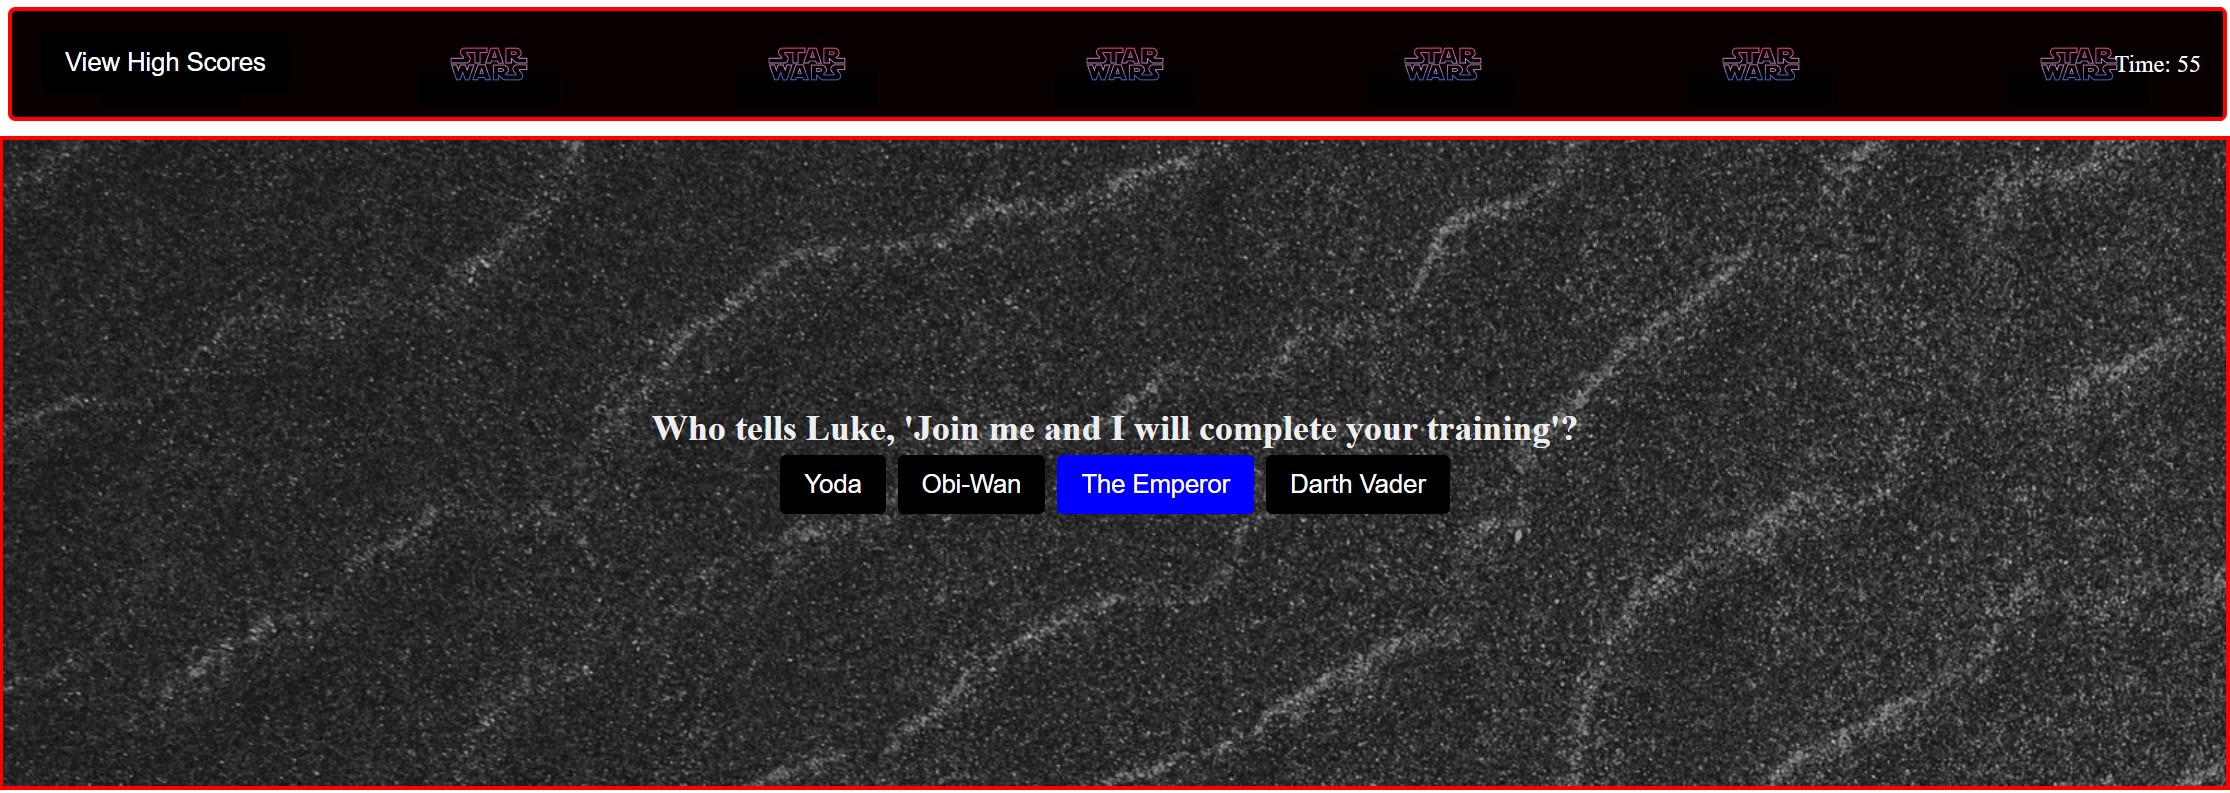 View High Scores
STAR WARS
STAR WARS
STAR WARS
STAR WARS
STAR WARS
STAR WARS
Time: 55
Who tells Luke, 'Join me and I will complete your training'?
Yoda
Obi-Wan
The Emperor
Darth Vader